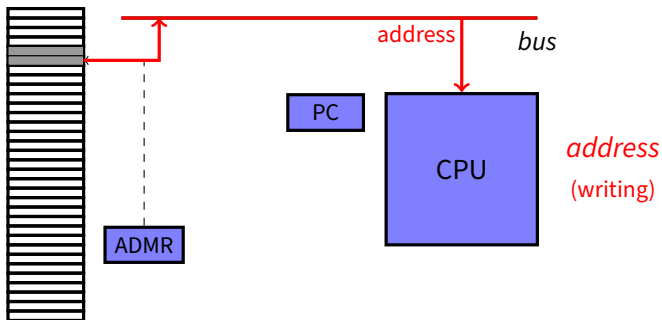 address
bus
PC
CPU
address
(writing)
ADMR